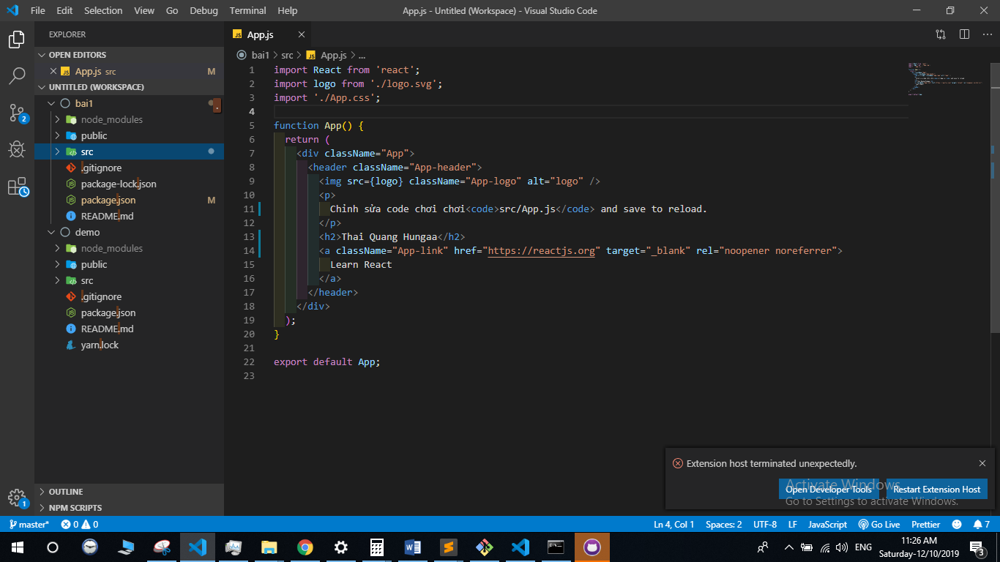 File Edit Selection View Go Debug Terminal Help
App.js - Untitled (Workspace) - Visual Studio Code
EXPLORER
OPEN EDITORS
App.js src M
UNTITLED (WORKSPACE)
bai1
node_modules
public
src
.gitignore
package-lock.json
package.json M
README.md
demo
node_modules
public
src
.gitignore
package.json
README.md
yarn.lock
OUTLINE
NPM SCRIPTS
2
1
JS App.js
bai1 > src > JS App.js > ...
1 import React from 'react';
2 import logo from './logo.svg';
3 import './App.css';
4
5 function App() {
6 return (
7 <div className="App">
8 <header className="App-header">
9 <img src={logo} className="App-logo" alt="logo" />
10 <p>
11 Chỉnh sửa code chơi chơi<code>src/App.js</code> and save to reload.
12 </p>
13 <h2>Thai Quang Hungaa</h2>
14 <a className="App-link" href="https://reactjs.org" target="_blank" rel="noopener noreferrer">
15 Learn React
16 </a>
17 </header>
18 </div>
19 );
20 }
21
22 export default App;
23
Extension host terminated unexpectedly.
Open Developer Tools Restart Extension Host
Activate Windows
Go to Settings to activate Windows.
master* 0 0 Ln 4, Col 1 Spaces: 2 UTF-8 LF JavaScript Go Live Prettier 7
ENG 11:26 AM
Saturday-12/10/2019 3